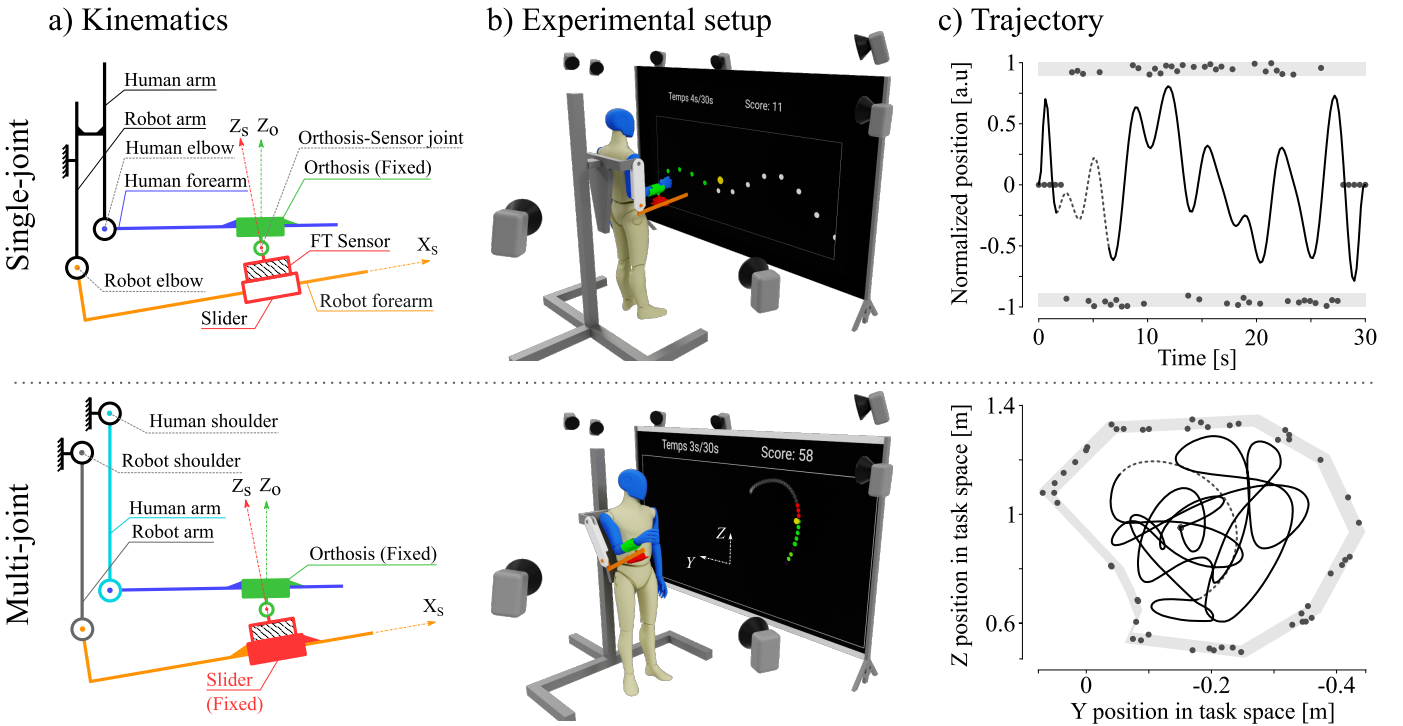 a) Kinematics
b) Experimental setup
c) Trajectory
Single-joint
Human arm
Robot arm
Human elbow
Human forearm
Z_S Z_O
Orthosis-Sensor joint
Orthosis (Fixed)
FT Sensor
X_S
Robot elbow
Robot forearm
Slider
Temps 4s/30s
Score: 11
Normalized position [a.u]
1
0.5
0
-0.5
-1
0
10
20
30
Time [s]
Multi-joint
Human shoulder
Robot shoulder
Z_S Z_O
Human arm
Robot arm
Orthosis (Fixed)
X_S
Slider
(Fixed)
Temps 3s/30s
Score: 58
Z
Y
Z position in task space [m]
1.4
1
0.6
0
-0.2
-0.4
Y position in task space [m]